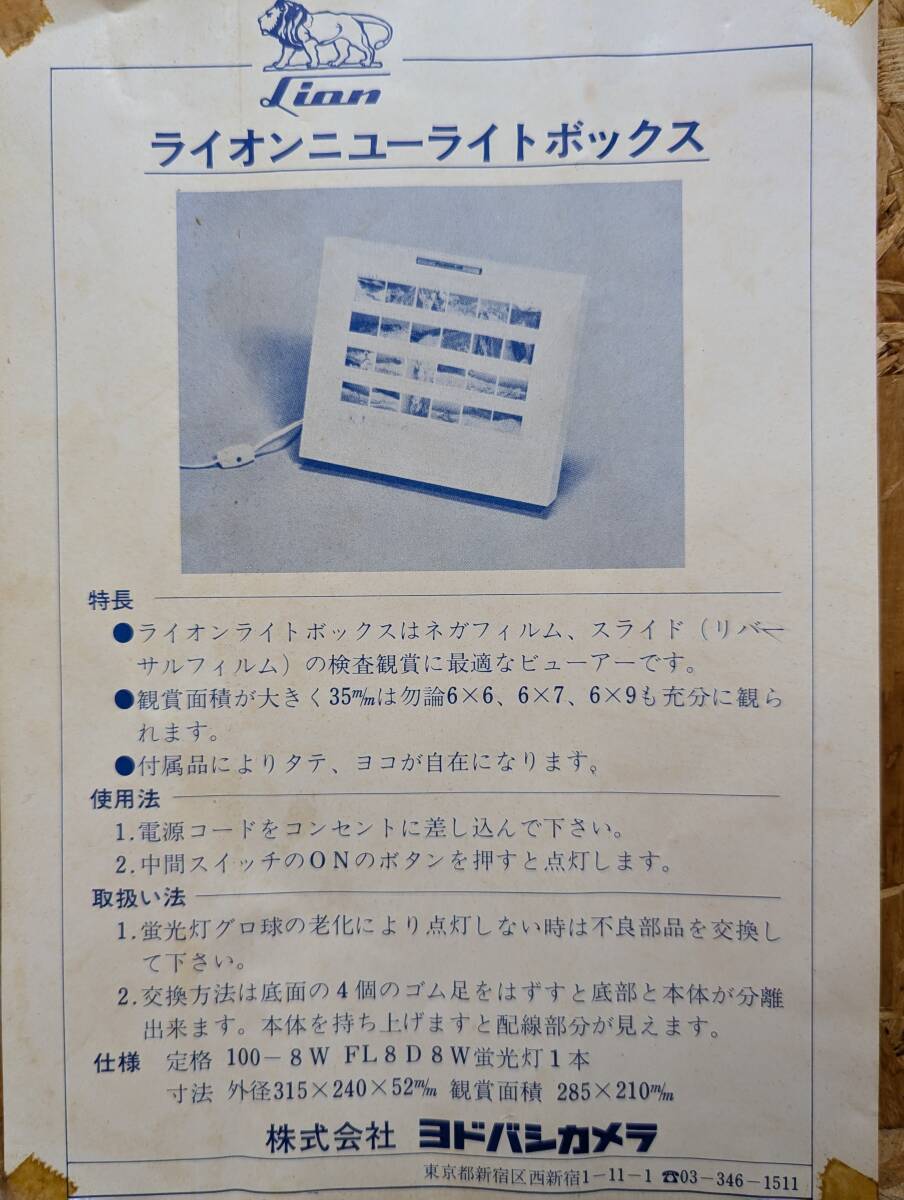 Lian
ライオンニューライトボックス
特長
●ライオンライトボックスはネガフィルム、スライド（リバー
サルフィルム）の検査観賞に最適なビューアーです。
●観賞面積が大きく35m/mは勿論6×6、6×7、6×9も充分に観ら
れます。
●付属品によりタテ、ヨコが自在になります。
使用法
1.電源コードをコンセントに差し込んで下さい。
2.中間スイッチのONのボタンを押すと点灯します。
取扱い法
1.蛍光灯グロ球の老化により点灯しない時は不良部品を交換し
て下さい。
2.交換方法は底面の4個のゴム足をはずすと底部と本体が分離
出来ます。本体を持ち上げますと配線部分が見えます。
仕様 定格 100－8W FL8D8W蛍光灯1本
寸法 外径315×240×52m/m 観賞面積 285×210m/m
株式会社 ヨドバシカメラ
東京都新宿区西新宿1－11－1 ☎03－346－1511